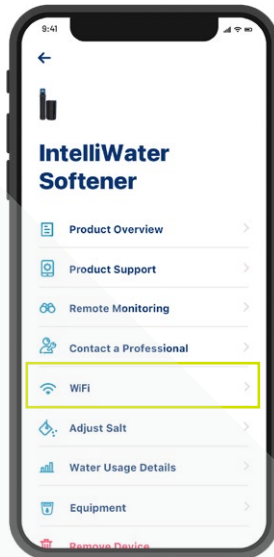 9:41
IntelliWater
Softener
Product Overview
Product Support
Remote Monitoring
Contact a Professional
WiFi
Adjust Salt
Water Usage Details
Equipment
Remove Device